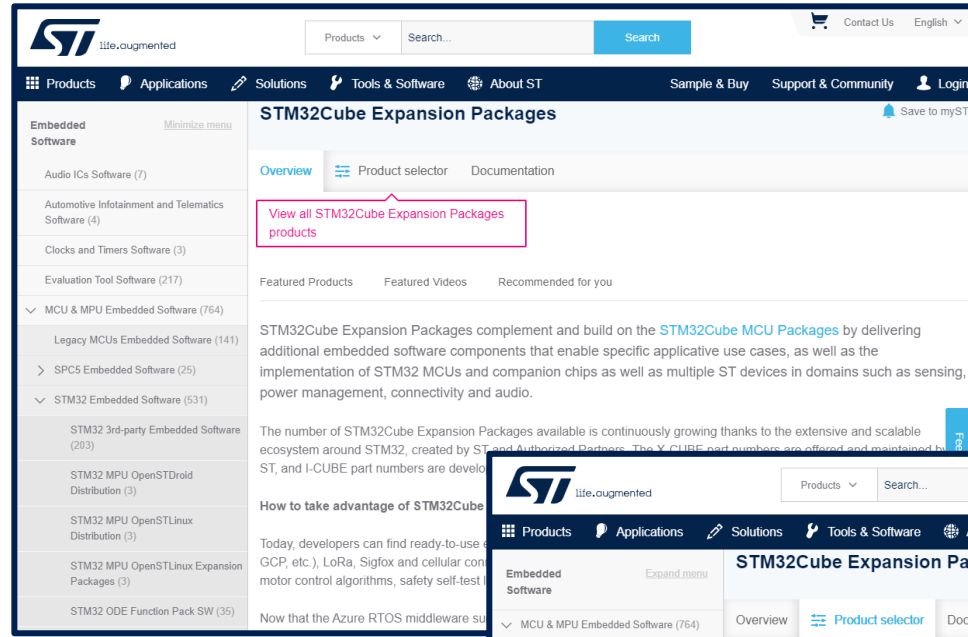 life.augmented
Products
Search...
Search
Contact Us
English
Products
Applications
Solutions
Tools & Software
About ST
Sample & Buy
Support & Community
Login
Embedded
Software
Minimize menu
Audio ICs Software (7)
Automotive Infotainment and Telematics
Software (4)
Clocks and Timers Software (3)
Evaluation Tool Software (217)
MCU & MPU Embedded Software (764)
Legacy MCUs Embedded Software (141)
SPC5 Embedded Software (25)
STM32 Embedded Software (531)
STM32 3rd-party Embedded Software
(203)
STM32 MPU OpenSTDroid
Distribution (3)
STM32 MPU OpenSTLinux
Distribution (3)
STM32 MPU OpenSTLinux Expansion
Packages (3)
STM32 ODE Function Pack SW (35)
STM32Cube Expansion Packages
Save to myST
Overview
Product selector
Documentation
View all STM32Cube Expansion Packages
products
Featured Products
Featured Videos
Recommended for you
STM32Cube Expansion Packages complement and build on the STM32Cube MCU Packages by delivering
additional embedded software components that enable specific applicative use cases, as well as the
implementation of STM32 MCUs and companion chips as well as multiple ST devices in domains such as sensing,
power management, connectivity and audio.
The number of STM32Cube Expansion Packages available is continuously growing thanks to the extensive and scalable
ecosystem around STM32, created by ST and Authorized Partners. The X-CUBE part numbers are offered and maintained by
ST, and I-CUBE part numbers are develo
How to take advantage of STM32Cube
Today, developers can find ready-to-use
GCP, etc.), LoRa, Sigfox and cellular con
motor control algorithms, safety self-test
Now that the Azure RTOS middleware su
Fee
life.augmented
Products
Search...
Products
Applications
Solutions
Tools & Software
Embedded
Software
Expand menu
MCU & MPU Embedded Software (764)
STM32Cube Expansion Pa
Overview
Product selector
Doc